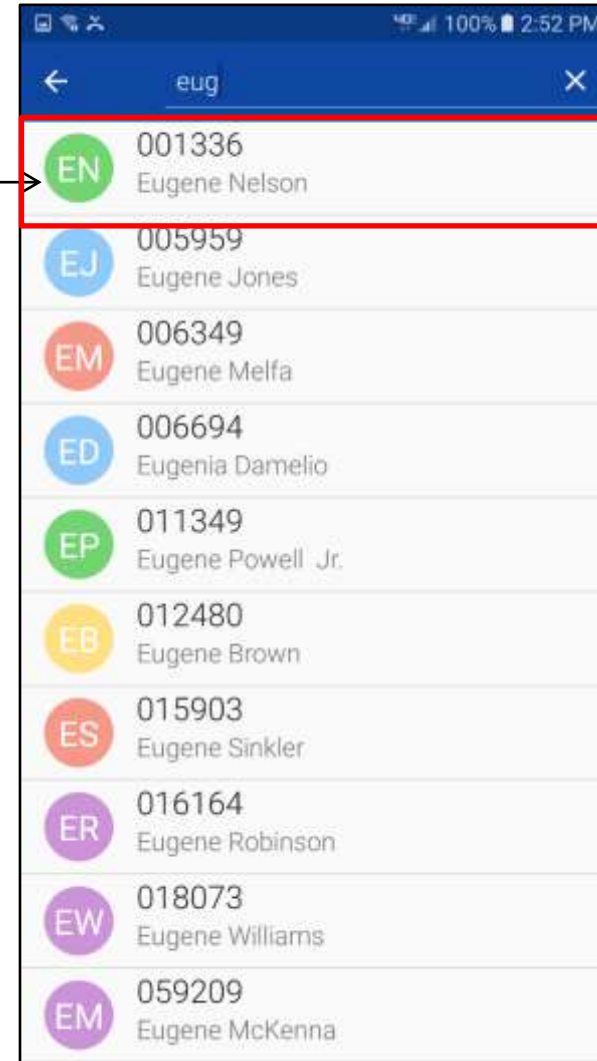 4G 100% 2:52 PM
eug
EN 001336
Eugene Nelson
EJ 005959
Eugene Jones
EM 006349
Eugene Melfa
ED 006694
Eugenia Damelio
EP 011349
Eugene Powell Jr.
EB 012480
Eugene Brown
ES 015903
Eugene Sinkler
ER 016164
Eugene Robinson
EW 018073
Eugene Williams
EM 059209
Eugene McKenna